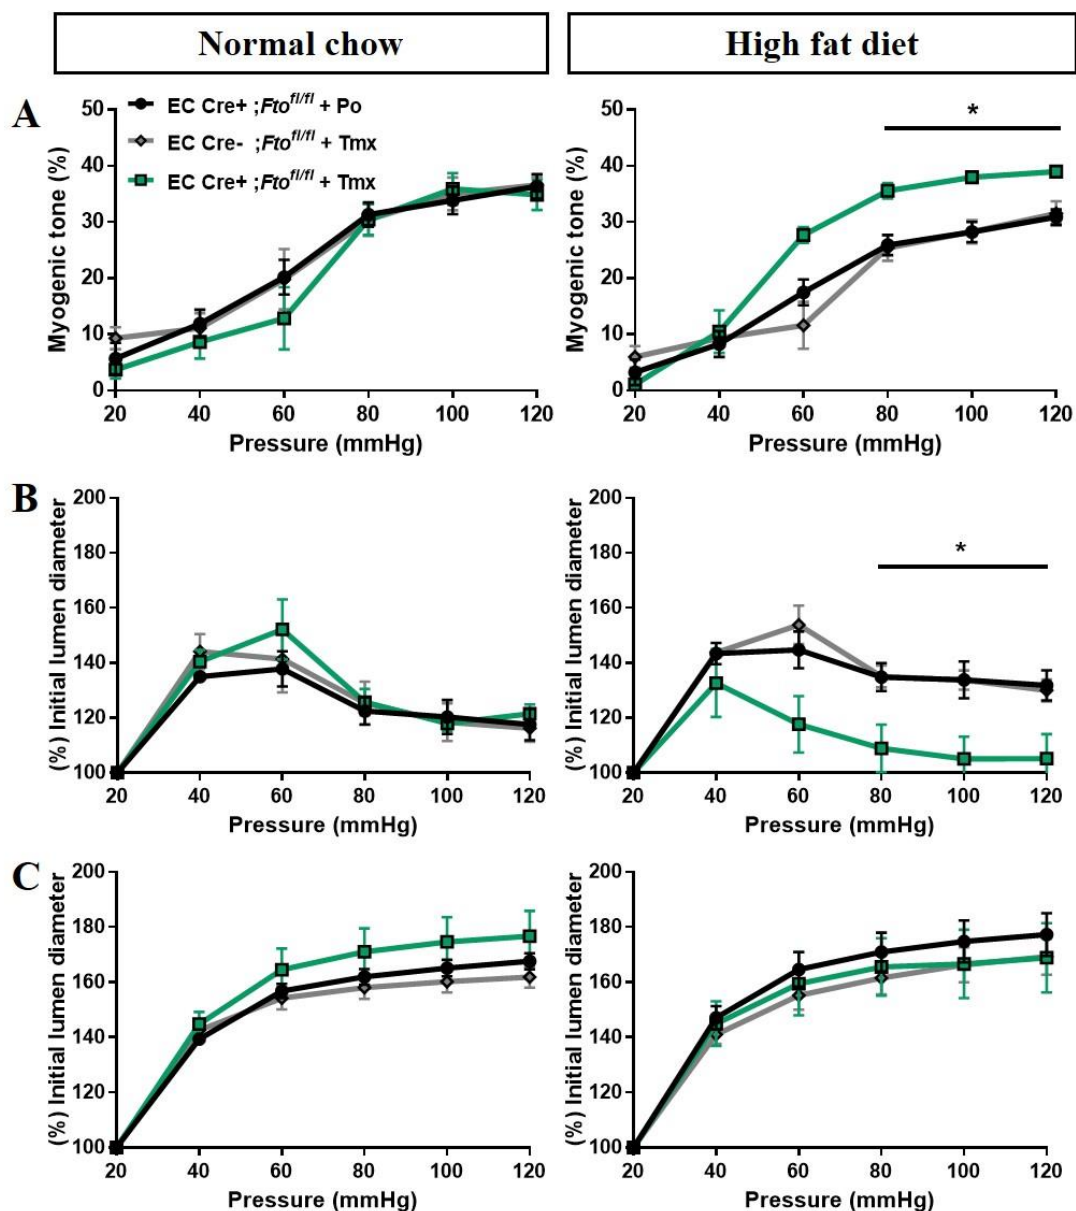 Normal chow
High fat diet
A
EC Cre+ ;Fto^fl/fl + Po
EC Cre- ;Fto^fl/fl + Tmx
EC Cre+ ;Fto^fl/fl + Tmx
Myogenic tone (%)
50
40
30
20
10
0
20 40 60 80 100 120
Pressure (mmHg)
*
Myogenic tone (%)
50
40
30
20
10
0
20 40 60 80 100 120
Pressure (mmHg)
B
(%) Initial lumen diameter
200
180
160
140
120
100
20 40 60 80 100 120
Pressure (mmHg)
*
(%) Initial lumen diameter
200
180
160
140
120
100
20 40 60 80 100 120
Pressure (mmHg)
C
(%) Initial lumen diameter
200
180
160
140
120
100
20 40 60 80 100 120
Pressure (mmHg)
(%) Initial lumen diameter
200
180
160
140
120
100
20 40 60 80 100 120
Pressure (mmHg)